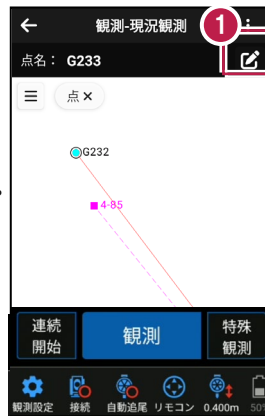 観測-現況観測
1
点名： G233
点 ×
G232
4-85
連続
開始
観測
特殊
観測
観測設定 接続 自動追尾 リモコン 0.400m 50%